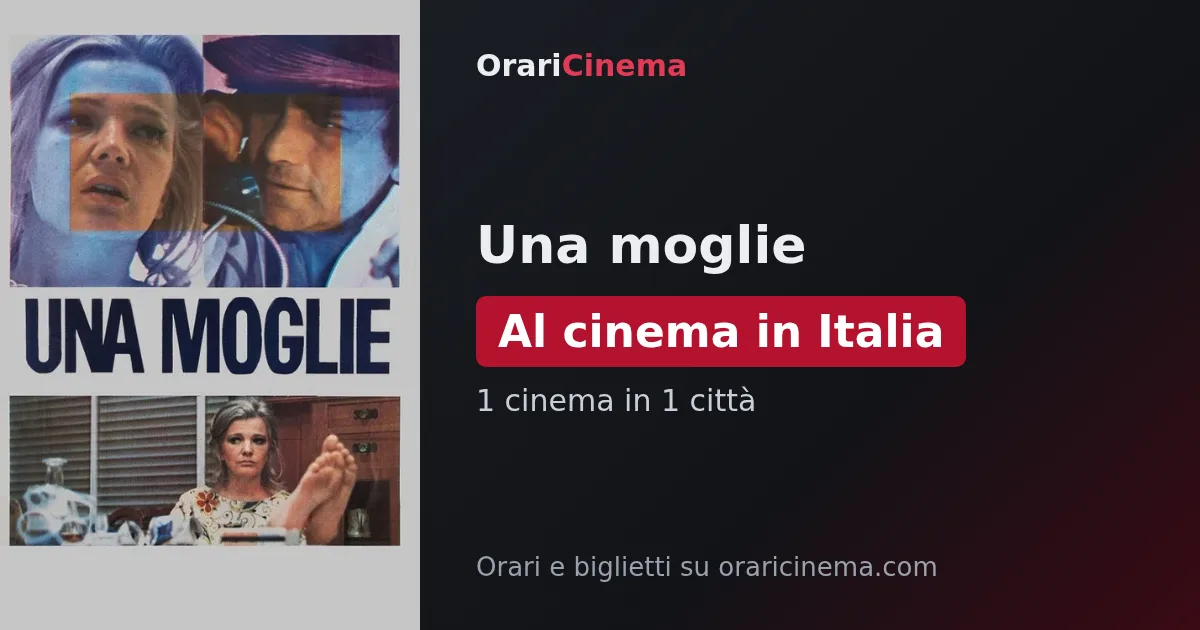 UNA MOGLIE
OrariCinema
Una moglie
Al cinema in Italia
1 cinema in 1 città
Orari e biglietti su oraricinema.com